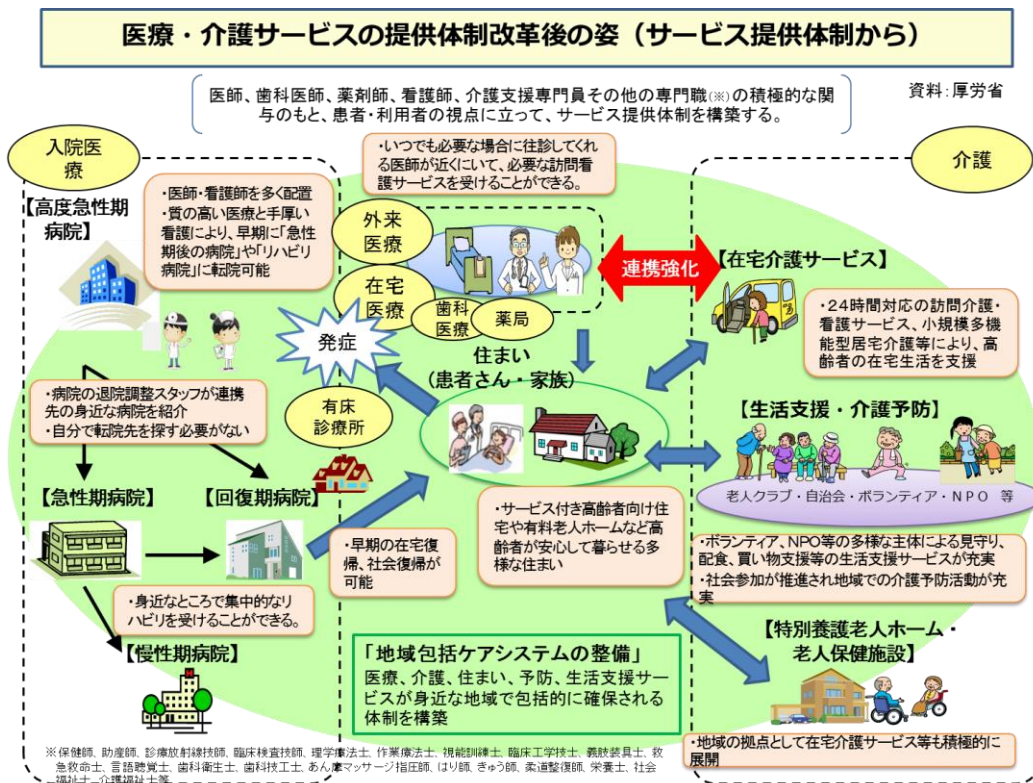 医療・介護サービスの提供体制改革後の姿（サービス提供体制から）
資料：厚労省
医師、歯科医師、薬剤師、看護師、介護支援専門員その他の専門職(※)の積極的な関
与のもと、患者・利用者の視点に立って、サービス提供体制を構築する。
入院医
療
【高度急性期
病院】
・医師・看護師を多く配置
・質の高い医療と手厚い
看護により、早期に「急性
期後の病院」や「リハビリ
病院」に転院可能
・いつでも必要な場合に往診してくれ
る医師が近くにいて、必要な訪問看
護サービスを受けることができる。
外来
医療
在宅
医療
歯科
医療
薬局
連携強化
介護
【在宅介護サービス】
・24時間対応の訪問介護・
看護サービス、小規模多機
能型居宅介護等により、高
齢者の在宅生活を支援
発症
住まい
(患者さん・家族)
・病院の退院調整スタッフが連携
先の身近な病院を紹介
・自分で転院先を探す必要がない
有床
診療所
【生活支援・介護予防】
老人クラブ・自治会・ボランティア・NPO 等
【急性期病院】
【回復期病院】
・早期の在宅復
帰、社会復帰が
可能
・サービス付き高齢者向け住
宅や有料老人ホームなど高
齢者が安心して暮らせる多
様な住まい
・ボランティア、NPO等の多様な主体による見守り、
配食、買い物支援等の生活支援サービスが充実
・社会参加が推進され地域での介護予防活動が充
実
・身近なところで集中的なリ
ハビリを受けることができる。
【慢性期病院】
「地域包括ケアシステムの整備」
医療、介護、住まい、予防、生活支援サー
ビスが身近な地域で包括的に確保される
体制を構築
【特別養護老人ホーム・
老人保健施設】
・地域の拠点として在宅介護サービス等も積極的に
展開
※保健師、助産師、診療放射線技師、臨床検査技師、理学療法士、作業療法士、視能訓練士、臨床工学技士、義肢装具士、救
急救命士、言語聴覚士、歯科衛生士、歯科技工士、あん摩マッサージ指圧師、はり師、きゅう師、柔道整復師、栄養士、社会
福祉士、介護福祉士等